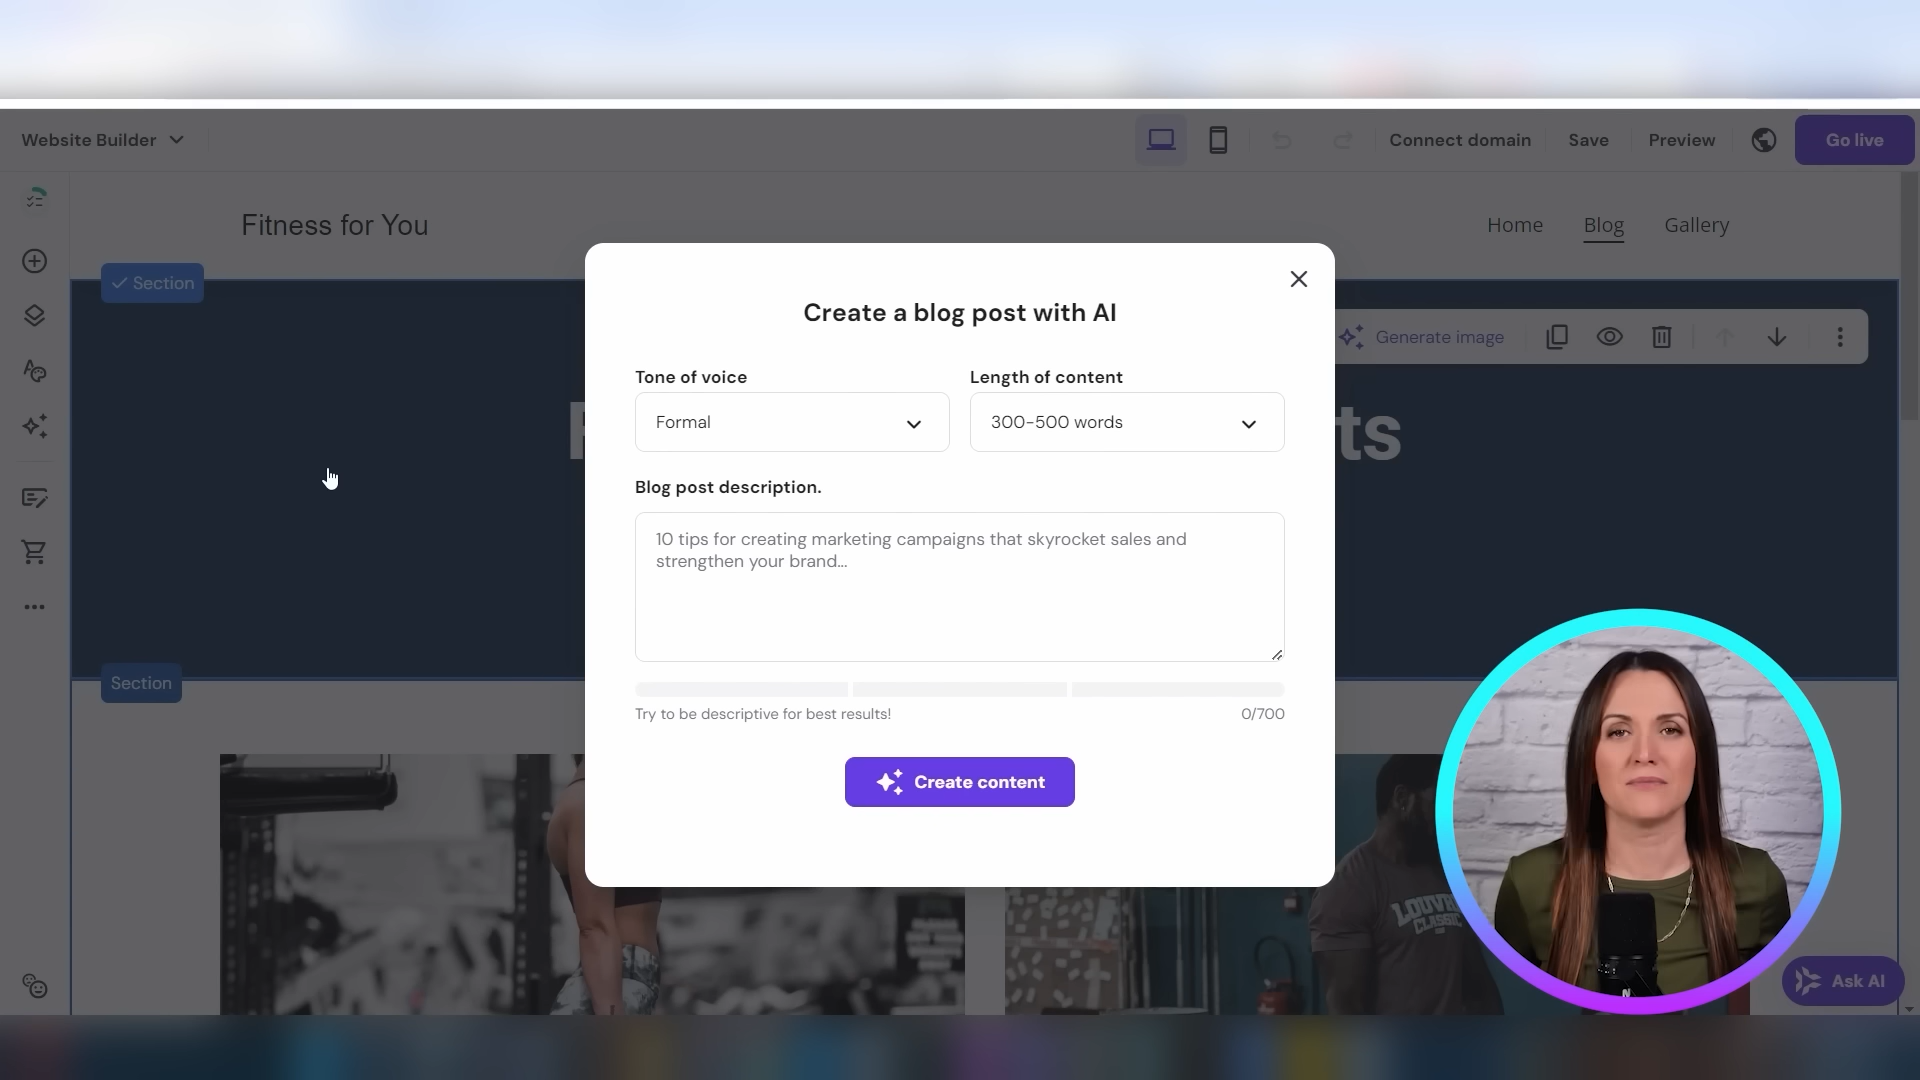 Website Builder
Connect domain
Save
Preview
Go live
Fitness for You
Home
Blog
Gallery
Section
Generate image
Create a blog post with AI
Tone of voice
Length of content
Formal
300-500 words
Blog post description.
10 tips for creating marketing campaigns that skyrocket sales and
strengthen your brand...
Try to be descriptive for best results!
0/700
Create content
Section
LOUVRE
CLASSIC
Ask AI